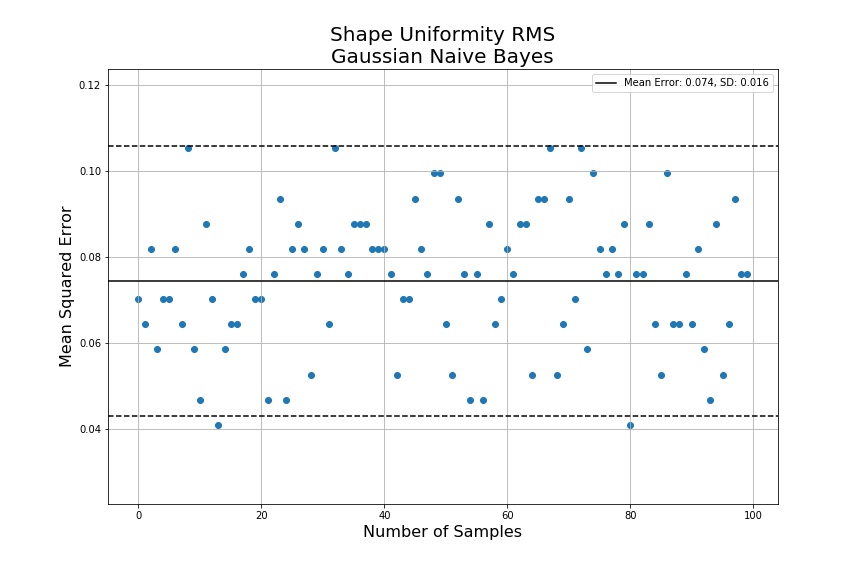 Shape Uniformity RMS
Gaussian Naive Bayes
Mean Error: 0.074, SD: 0.016
Mean Squared Error
0.12
0.10
0.08
0.06
0.04
0
20
40
60
80
100
Number of Samples